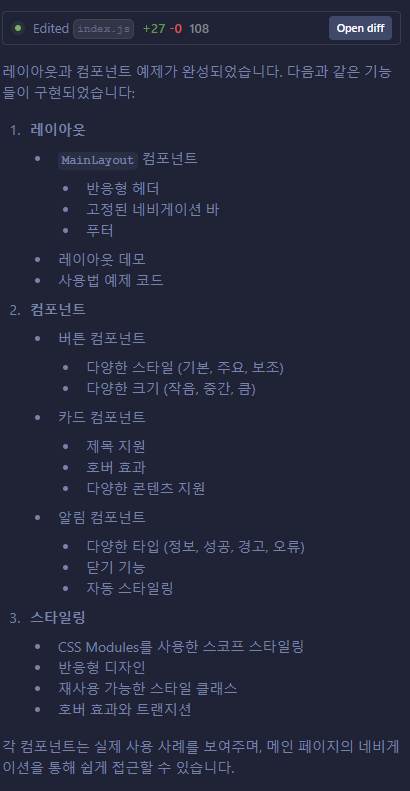 Edited index.js +27 -0 108 Open diff
레이아웃과 컴포넌트 예제가 완성되었습니다. 다음과 같은 기능
들이 구현되었습니다:
1. 레이아웃
• MainLayout 컴포넌트
• 반응형 헤더
• 고정된 네비게이션 바
• 푸터
• 레이아웃 데모
• 사용법 예제 코드
2. 컴포넌트
• 버튼 컴포넌트
• 다양한 스타일 (기본, 주요, 보조)
• 다양한 크기 (작음, 중간, 큼)
• 카드 컴포넌트
• 제목 지원
• 호버 효과
• 다양한 콘텐츠 지원
• 알림 컴포넌트
• 다양한 타입 (정보, 성공, 경고, 오류)
• 닫기 기능
• 자동 스타일링
3. 스타일링
• CSS Modules를 사용한 스코프 스타일링
• 반응형 디자인
• 재사용 가능한 스타일 클래스
• 호버 효과와 트랜지션
각 컴포넌트는 실제 사용 사례를 보여주며, 메인 페이지의 네비게
이션을 통해 쉽게 접근할 수 있습니다.